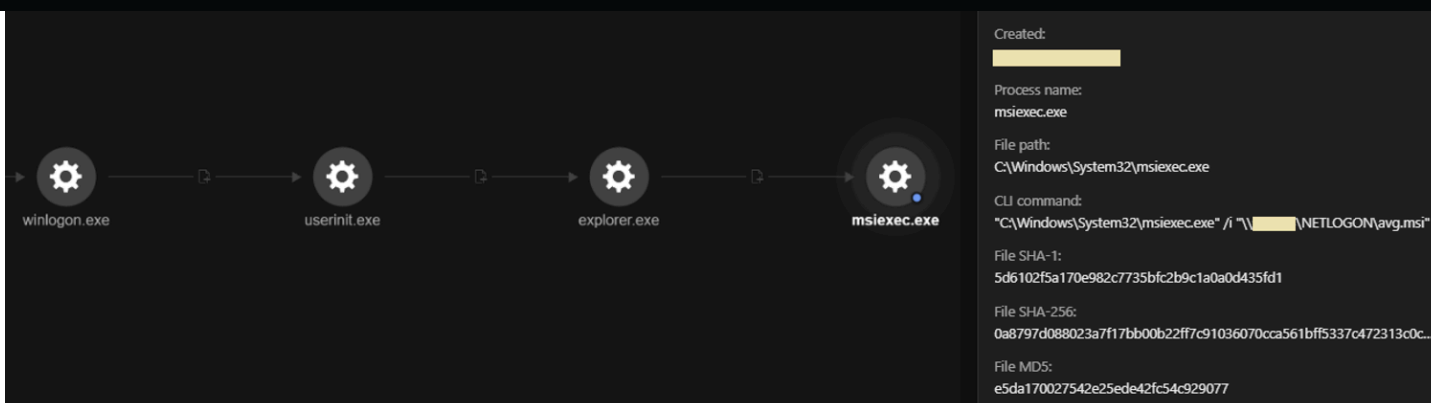 winlogon.exe
userinit.exe
explorer.exe
msiexec.exe
Created:
Process name:
msiexec.exe
File path:
C:\Windows\System32\msiexec.exe
CLI command:
"C:\Windows\System32\msiexec.exe" /i "\\ \NETLOGON\avg.msi"
File SHA-1:
5d6102f5a170e982c7735bfc2b9c1a0a0d435fd1
File SHA-256:
0a8797d088023a7f17bb00b22ff7c91036070cca561bff5337c472313c0c...
File MD5:
e5da170027542e25ede42fc54c929077